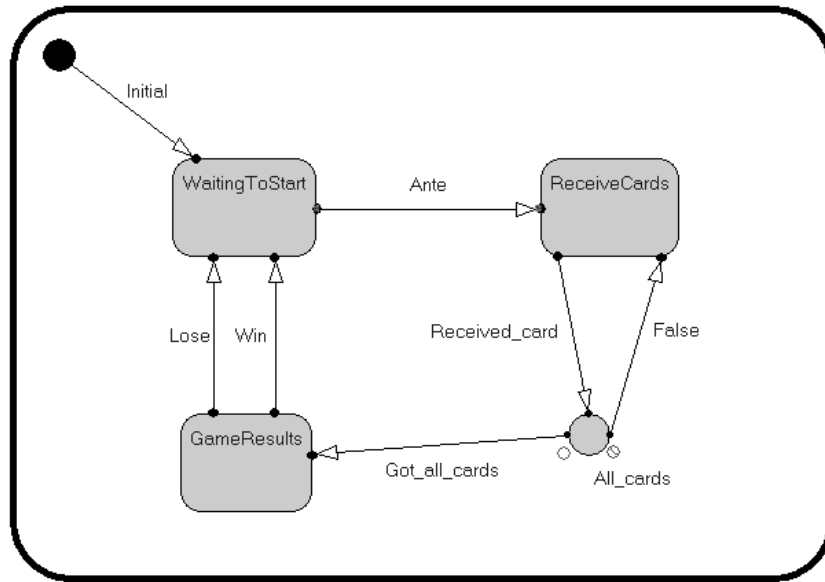 Initial
WaitingToStart
Ante
ReceiveCards
Lose
Win
Received_card
False
GameResults
Got_all_cards
All_cards